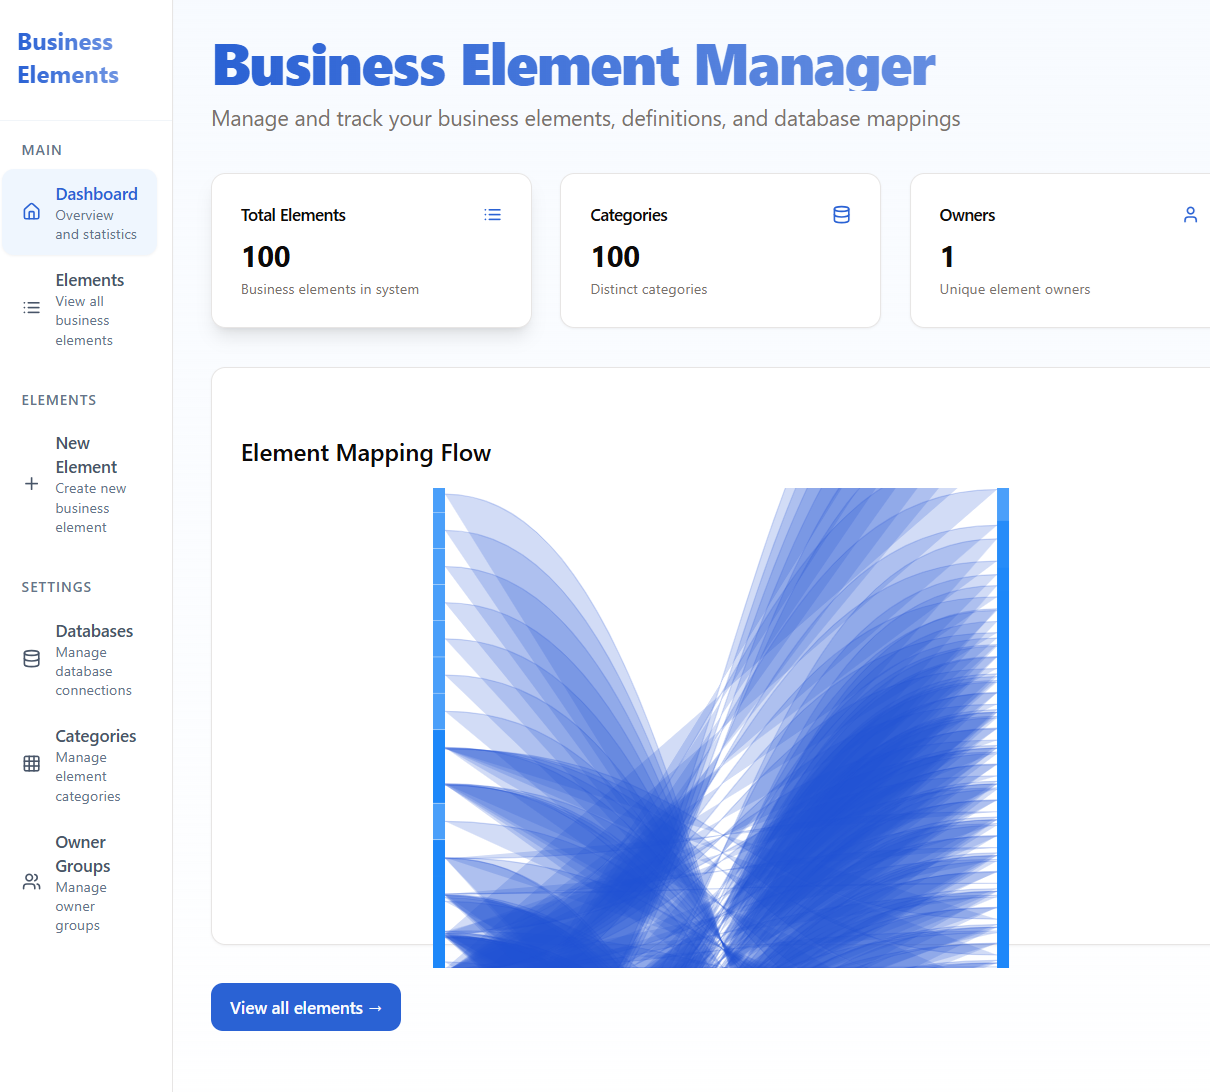 Business
Elements
MAIN
Dashboard
Overview
and statistics
Elements
View all
business
elements
ELEMENTS
New
Element
Create new
business
element
SETTINGS
Databases
Manage
database
connections
Categories
Manage
element
categories
Owner
Groups
Manage
owner
groups
Business Element Manager
Manage and track your business elements, definitions, and database mappings
Total Elements
100
Business elements in system
Categories
100
Distinct categories
Owners
1
Unique element owners
Element Mapping Flow
View all elements →